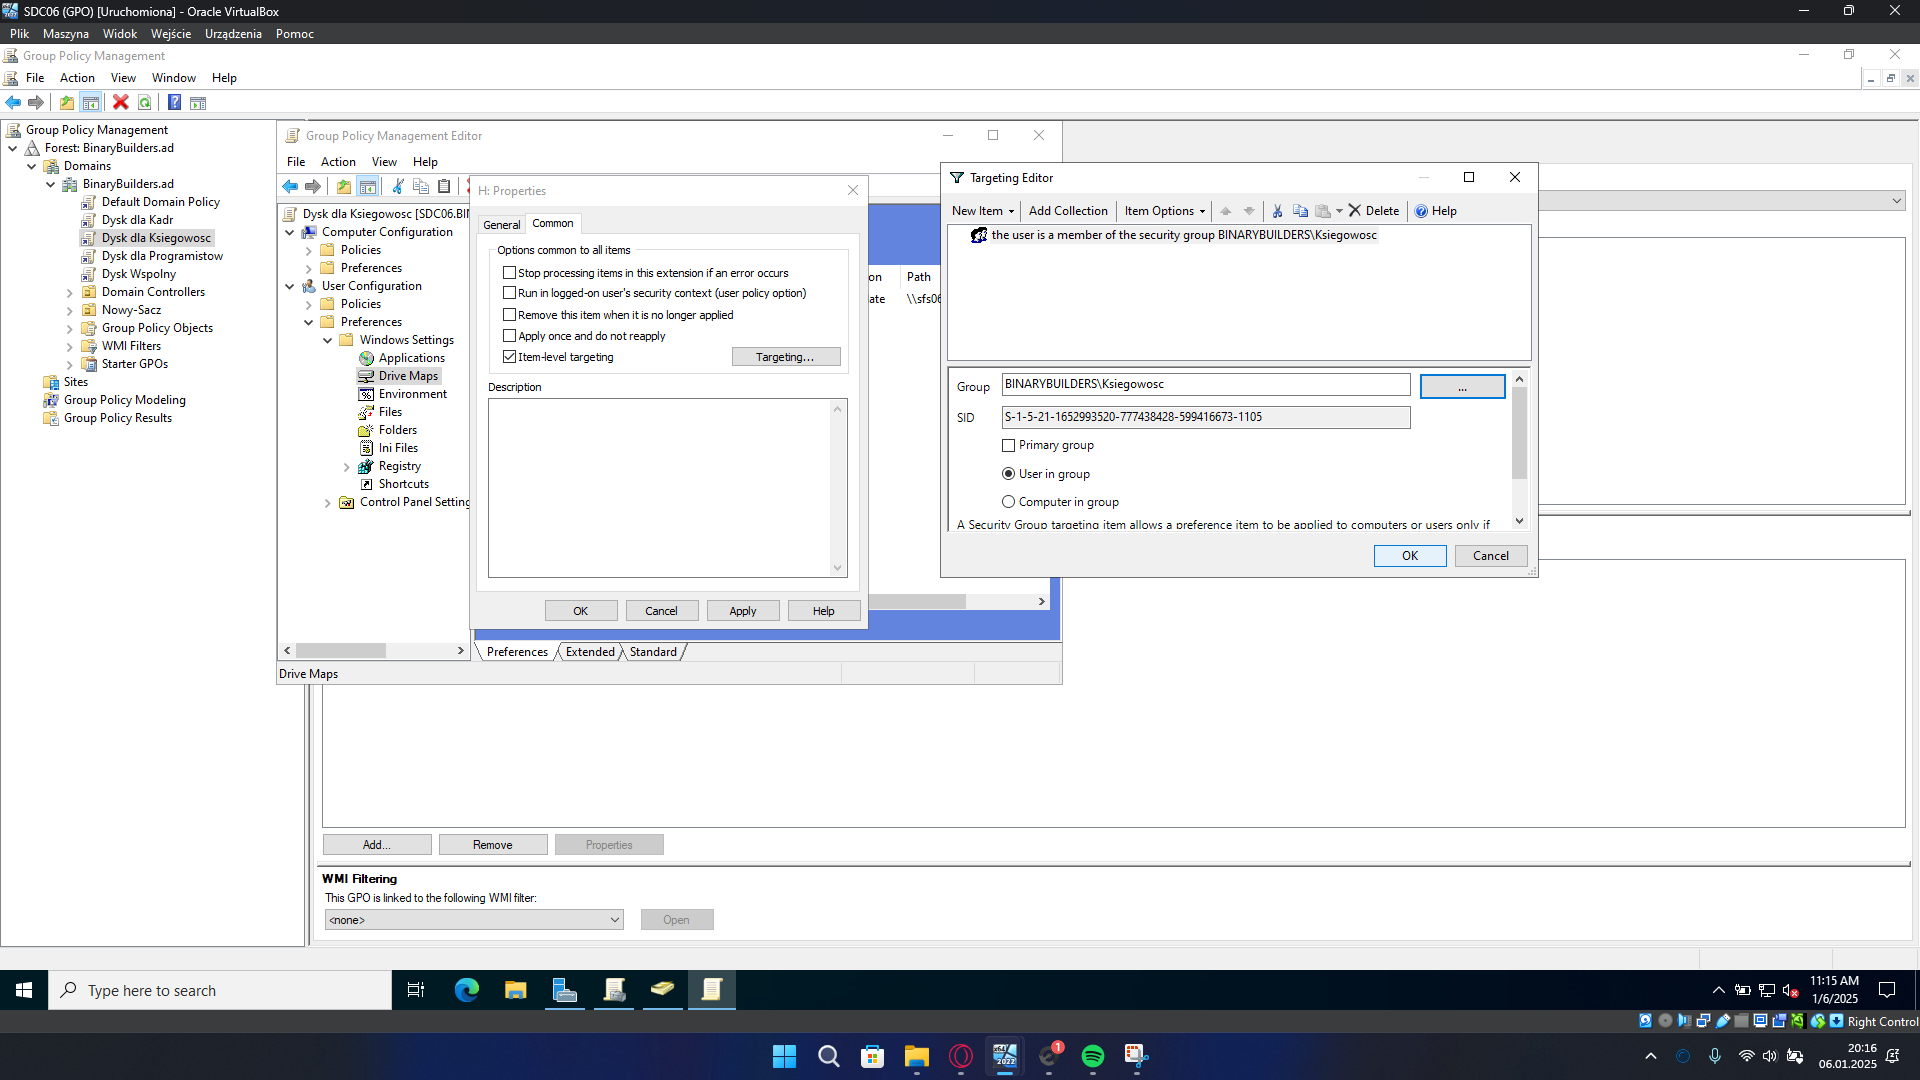 SDC06 (GPO) [Uruchomiona] - Oracle VirtualBox
Plik Maszyna Widok Wejście Urządzenia Pomoc
Group Policy Management
File Action View Window Help
Group Policy Management
Forest: BinaryBuilders.ad
Domains
BinaryBuilders.ad
Default Domain Policy
Dysk dla Kadr
Dysk dla Ksiegowosc
Dysk dla Programistow
Dysk Wspolny
Domain Controllers
Nowy-Sacz
Group Policy Objects
WMI Filters
Starter GPOs
Sites
Group Policy Modeling
Group Policy Results
Group Policy Management Editor
File Action View Help
Dysk dla Ksiegowosc [SDC06.BI
Computer Configuration
Policies
Preferences
User Configuration
Policies
Preferences
Windows Settings
Applications
Drive Maps
Environment
Files
Folders
Ini Files
Registry
Shortcuts
Control Panel Setting
on Path
ate \\sfs06
Preferences Extended Standard
Drive Maps
H: Properties
General Common
Options common to all items
Stop processing items in this extension if an error occurs
Run in logged-on user's security context (user policy option)
Remove this item when it is no longer applied
Apply once and do not reapply
Item-level targeting Targeting...
Description
OK Cancel Apply Help
Targeting Editor
New Item Add Collection Item Options Delete Help
the user is a member of the security group BINARYBUILDERS\Ksiegowosc
Group BINARYBUILDERS\Ksiegowosc ...
SID S-1-5-21-1652993520-777438428-599416673-1105
Primary group
User in group
Computer in group
A Security Group targeting item allows a preference item to be applied to computers or users only if
OK Cancel
Add... Remove Properties
WMI Filtering
This GPO is linked to the following WMI filter:
<none> Open
Type here to search
11:15 AM
1/6/2025
Right Control
x64
2022
1
20:16
06.01.2025